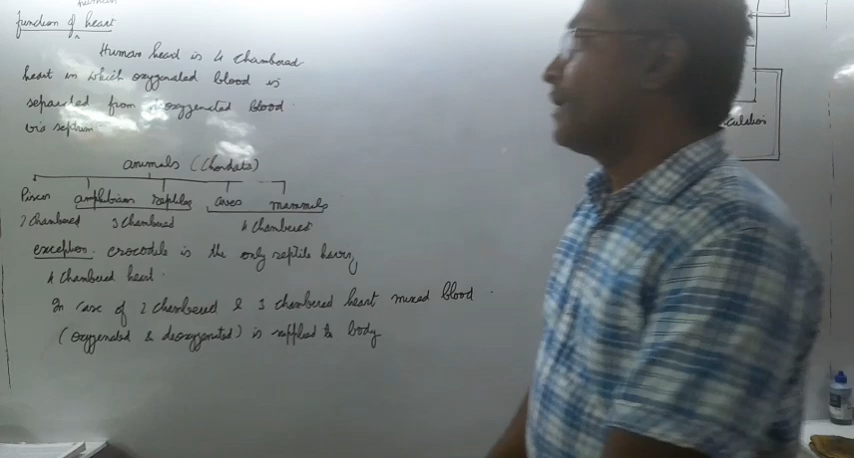 function of heart
Human heart is 4 chambered
heart in which oxygenated blood is
separated from deoxygenated blood
via septum
animals (Chordata)
Pisces amphibians reptiles aves mammals
2 Chambered 3 Chambered 4 Chambered
exception. crocodile is the only reptile having
4 chambered heart.
In case of 2 chambered & 3 chambered heart mixed blood
(oxygenated & deoxygenated) is supplied to body
culation